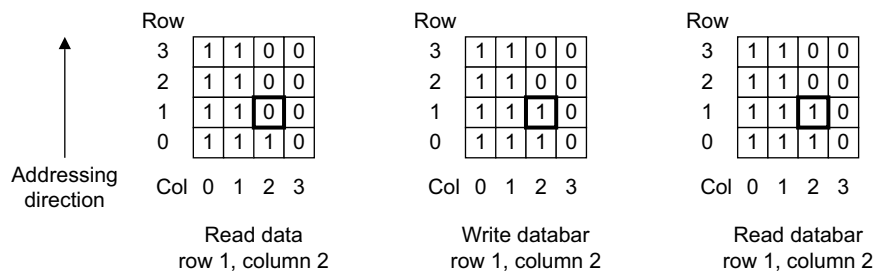 Row Row Row
3 1 1 0 0 3 1 1 0 0 3 1 1 0 0
2 1 1 0 0 2 1 1 0 0 2 1 1 0 0
1 1 1 0 0 1 1 1 1 0 1 1 1 1 0
0 1 1 1 0 0 1 1 1 0 0 1 1 1 0
Addressing
direction
Col 0 1 2 3 Col 0 1 2 3 Col 0 1 2 3
Read data Write databar Read databar
row 1, column 2 row 1, column 2 row 1, column 2